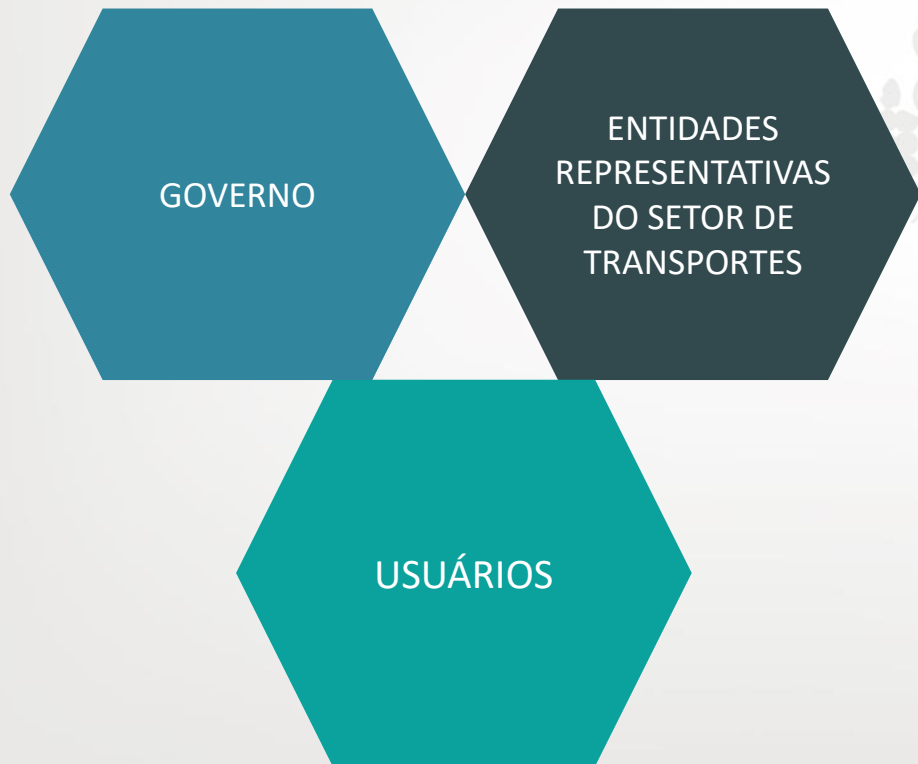 GOVERNO
ENTIDADES
REPRESENTATIVAS
DO SETOR DE
TRANSPORTES
USUÁRIOS